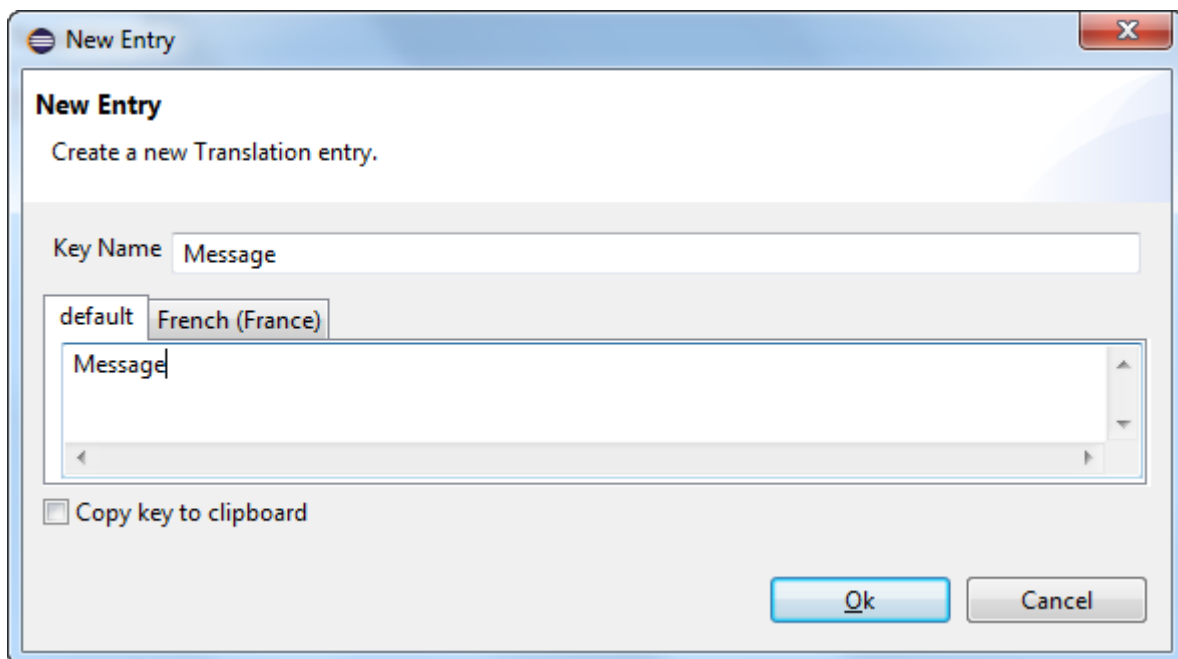 New Entry
New Entry
Create a new Translation entry.
Key Name Message
default French (France)
Message
Copy key to clipboard
Ok Cancel